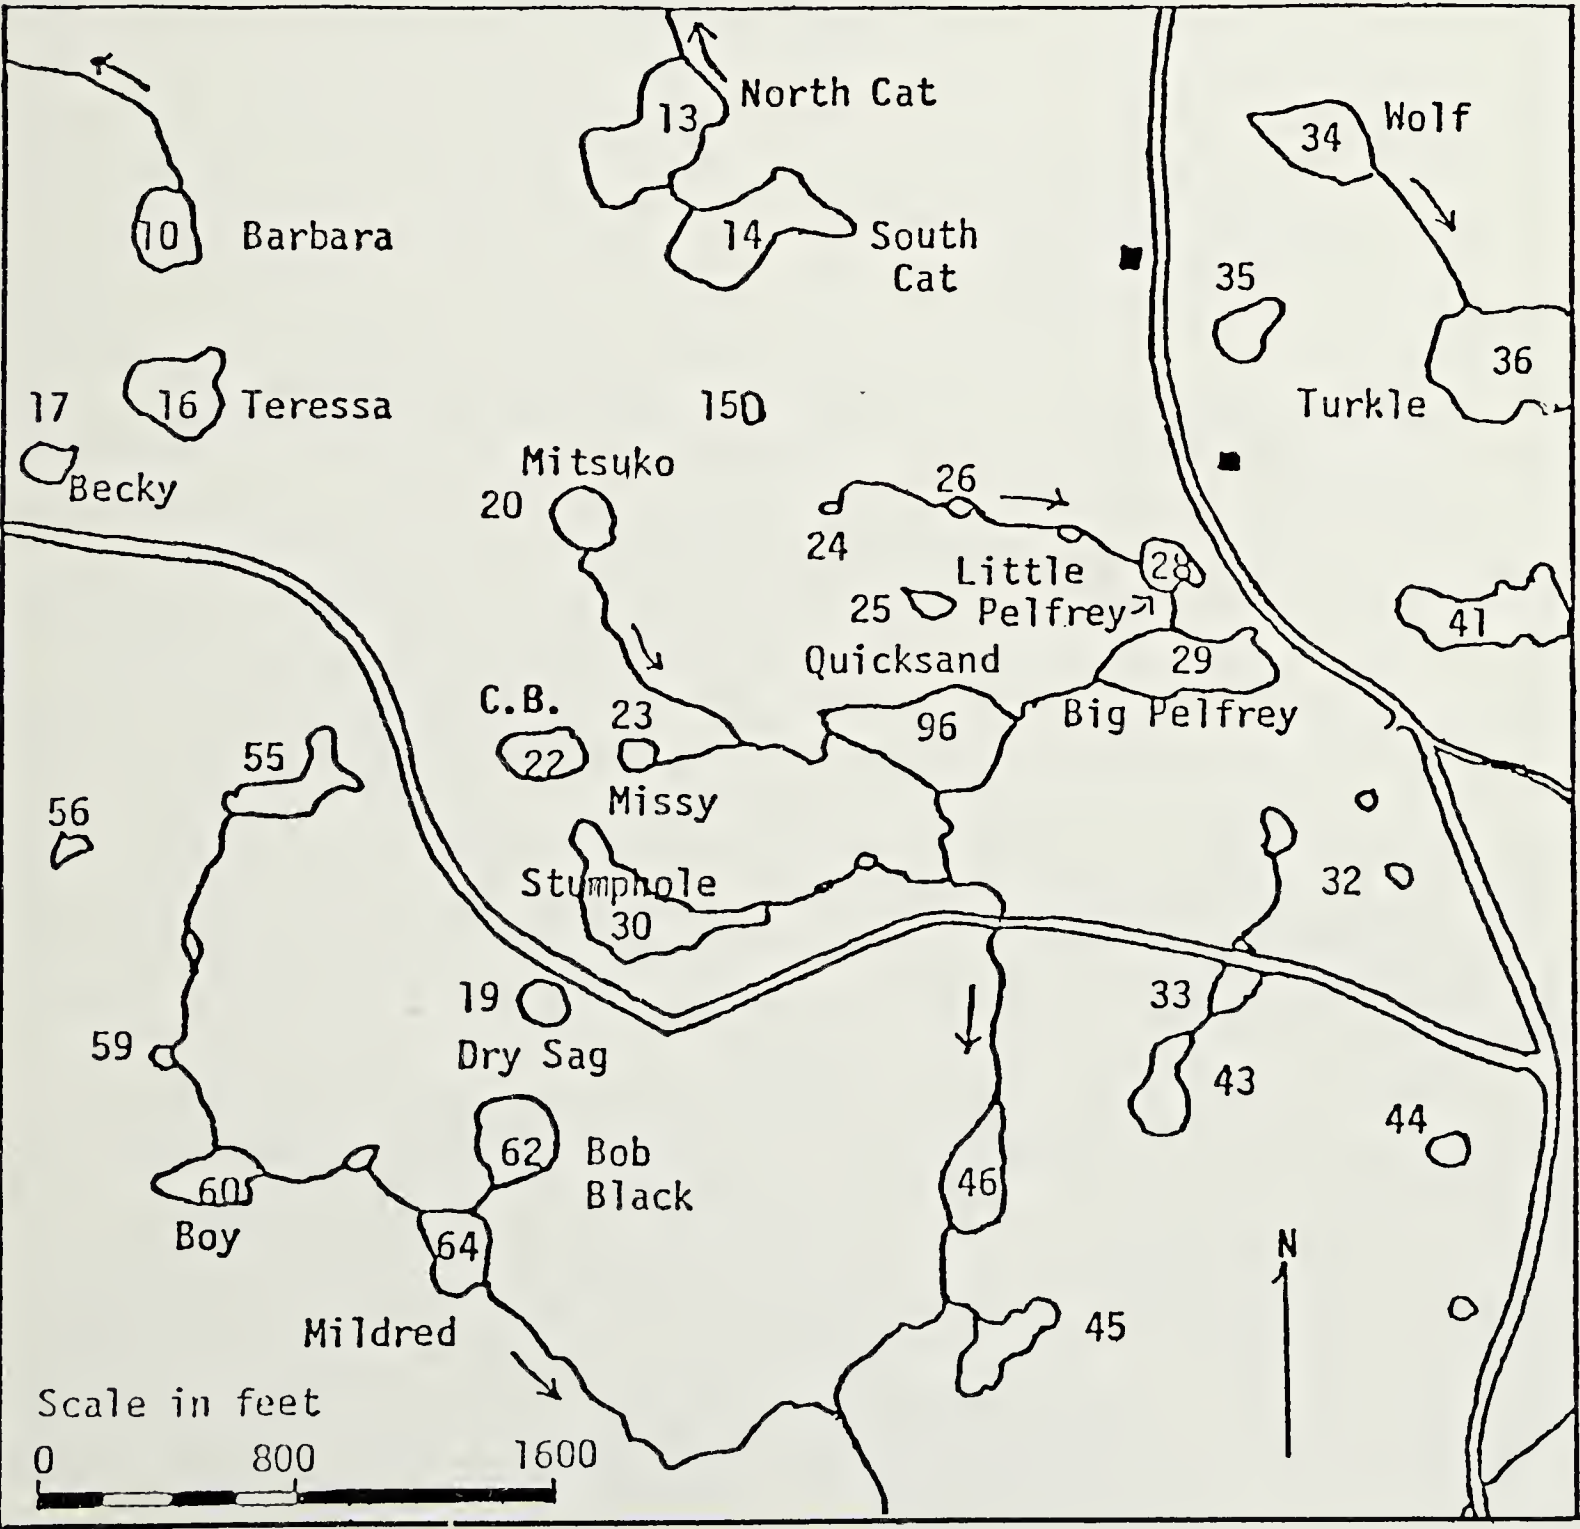 North Cat
13
Wolf
34
10
Barbara
14
South
Cat
35
36
Turkle
17
16
Teressa
15
Becky
Mitsuko
20
26
24
28
Little
Pelfrey
25
41
Quicksand
29
C.B.
23
96
Big Pelfrey
22
55
Missy
56
32
Stumphole
30
19
33
59
Dry Sag
43
44
62
Bob
Black
60
46
Boy
64
N
Mildred
45
Scale in feet
0
800
1600